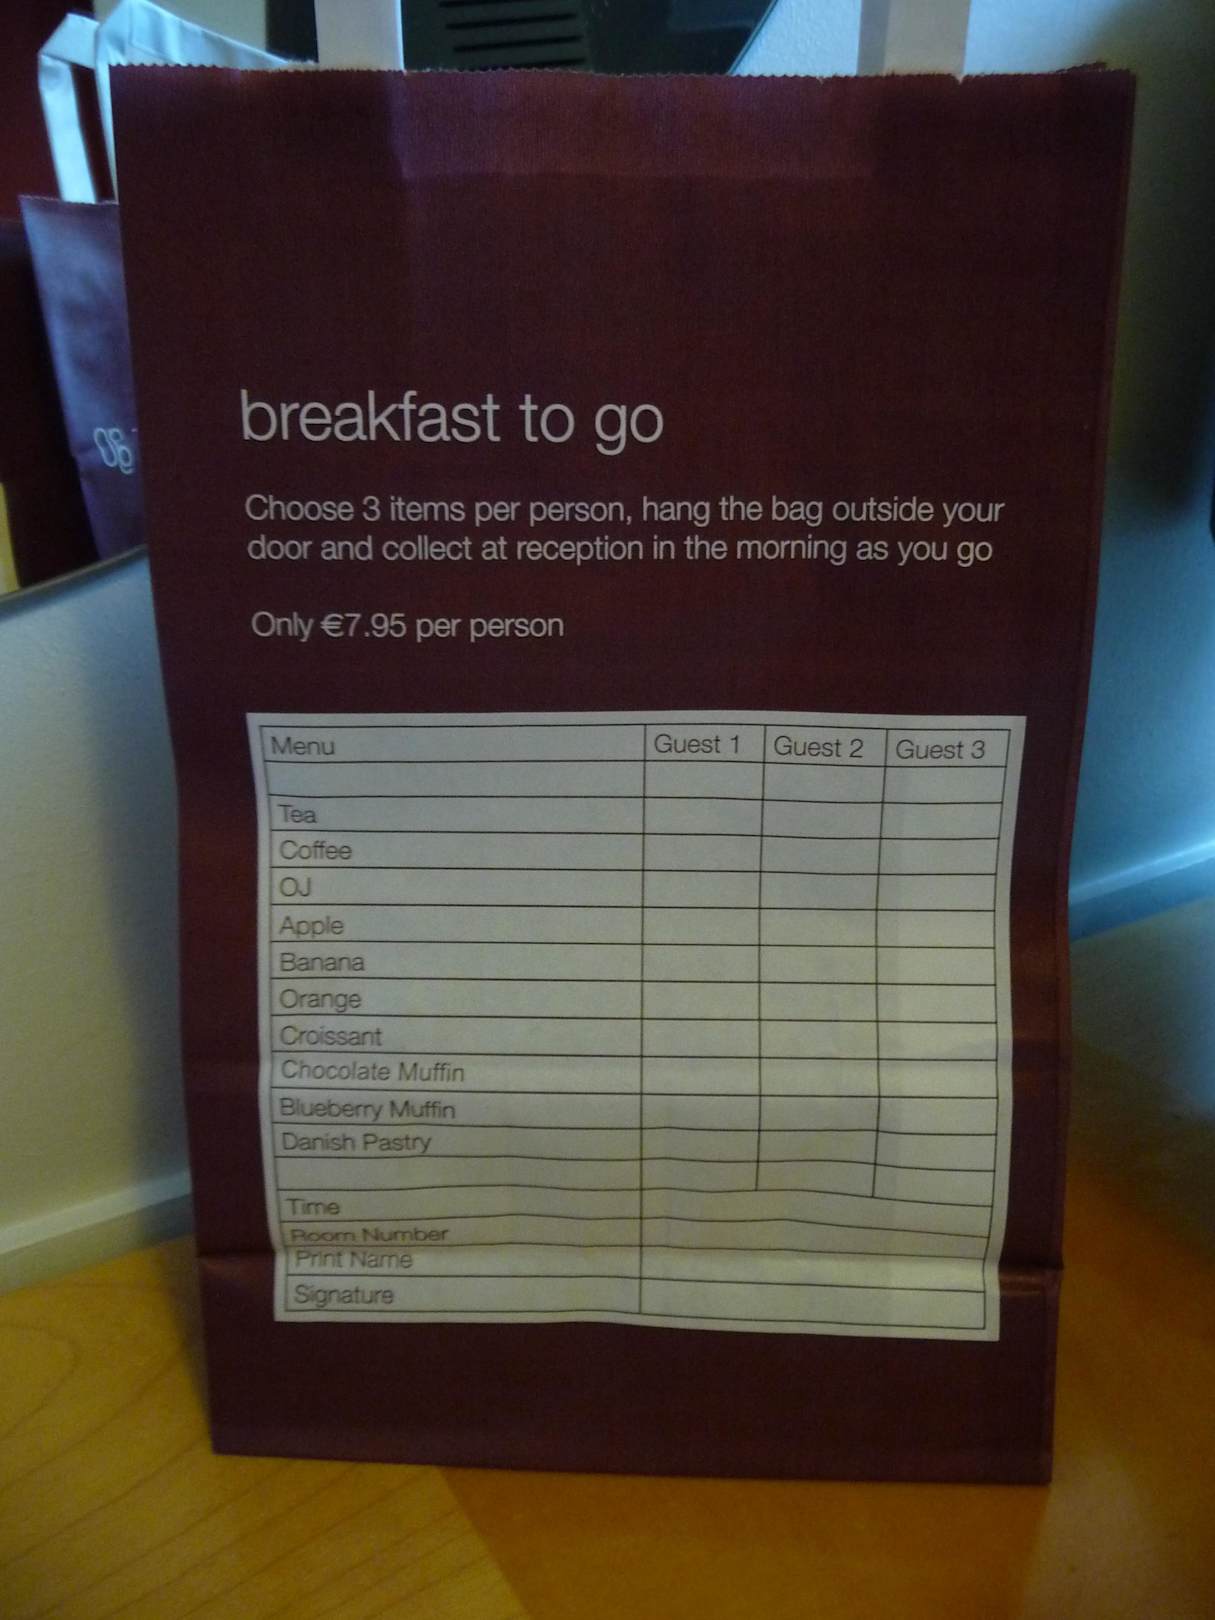 breakfast to go
Choose 3 items per person, hang the bag outside your
door and collect at reception in the morning as you go
Only €7.95 per person
Menu Guest 1 Guest 2 Guest 3
Tea
Coffee
OJ
Apple
Banana
Orange
Croissant
Chocolate Muffin
Blueberry Muffin
Danish Pastry
Time
Room Number
Print Name
Signature